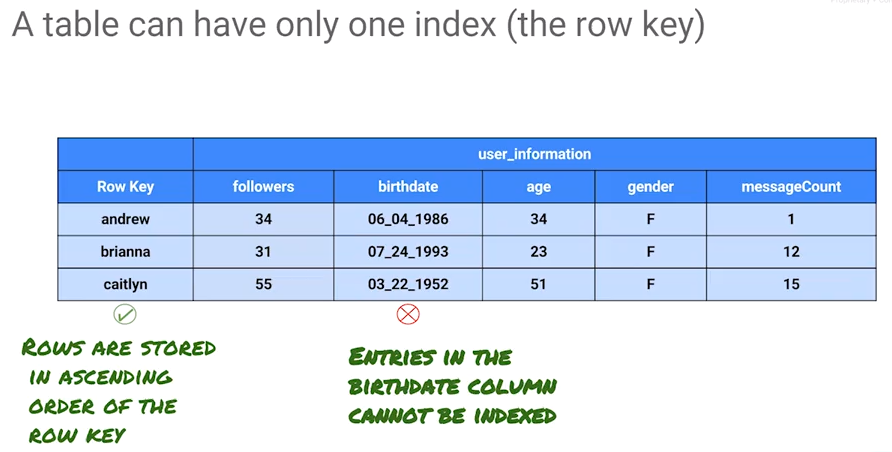 A table can have only one index (the row key)
user_information
Row Key followers birthdate age gender messageCount
andrew 34 06_04_1986 34 F 1
brianna 31 07_24_1993 23 F 12
caitlyn 55 03_22_1952 51 F 15
ROWS ARE STORED
IN ASCENDING
ORDER OF THE
ROW KEY
ENTRIES IN THE
BIRTHDATE COLUMN
CANNOT BE INDEXED